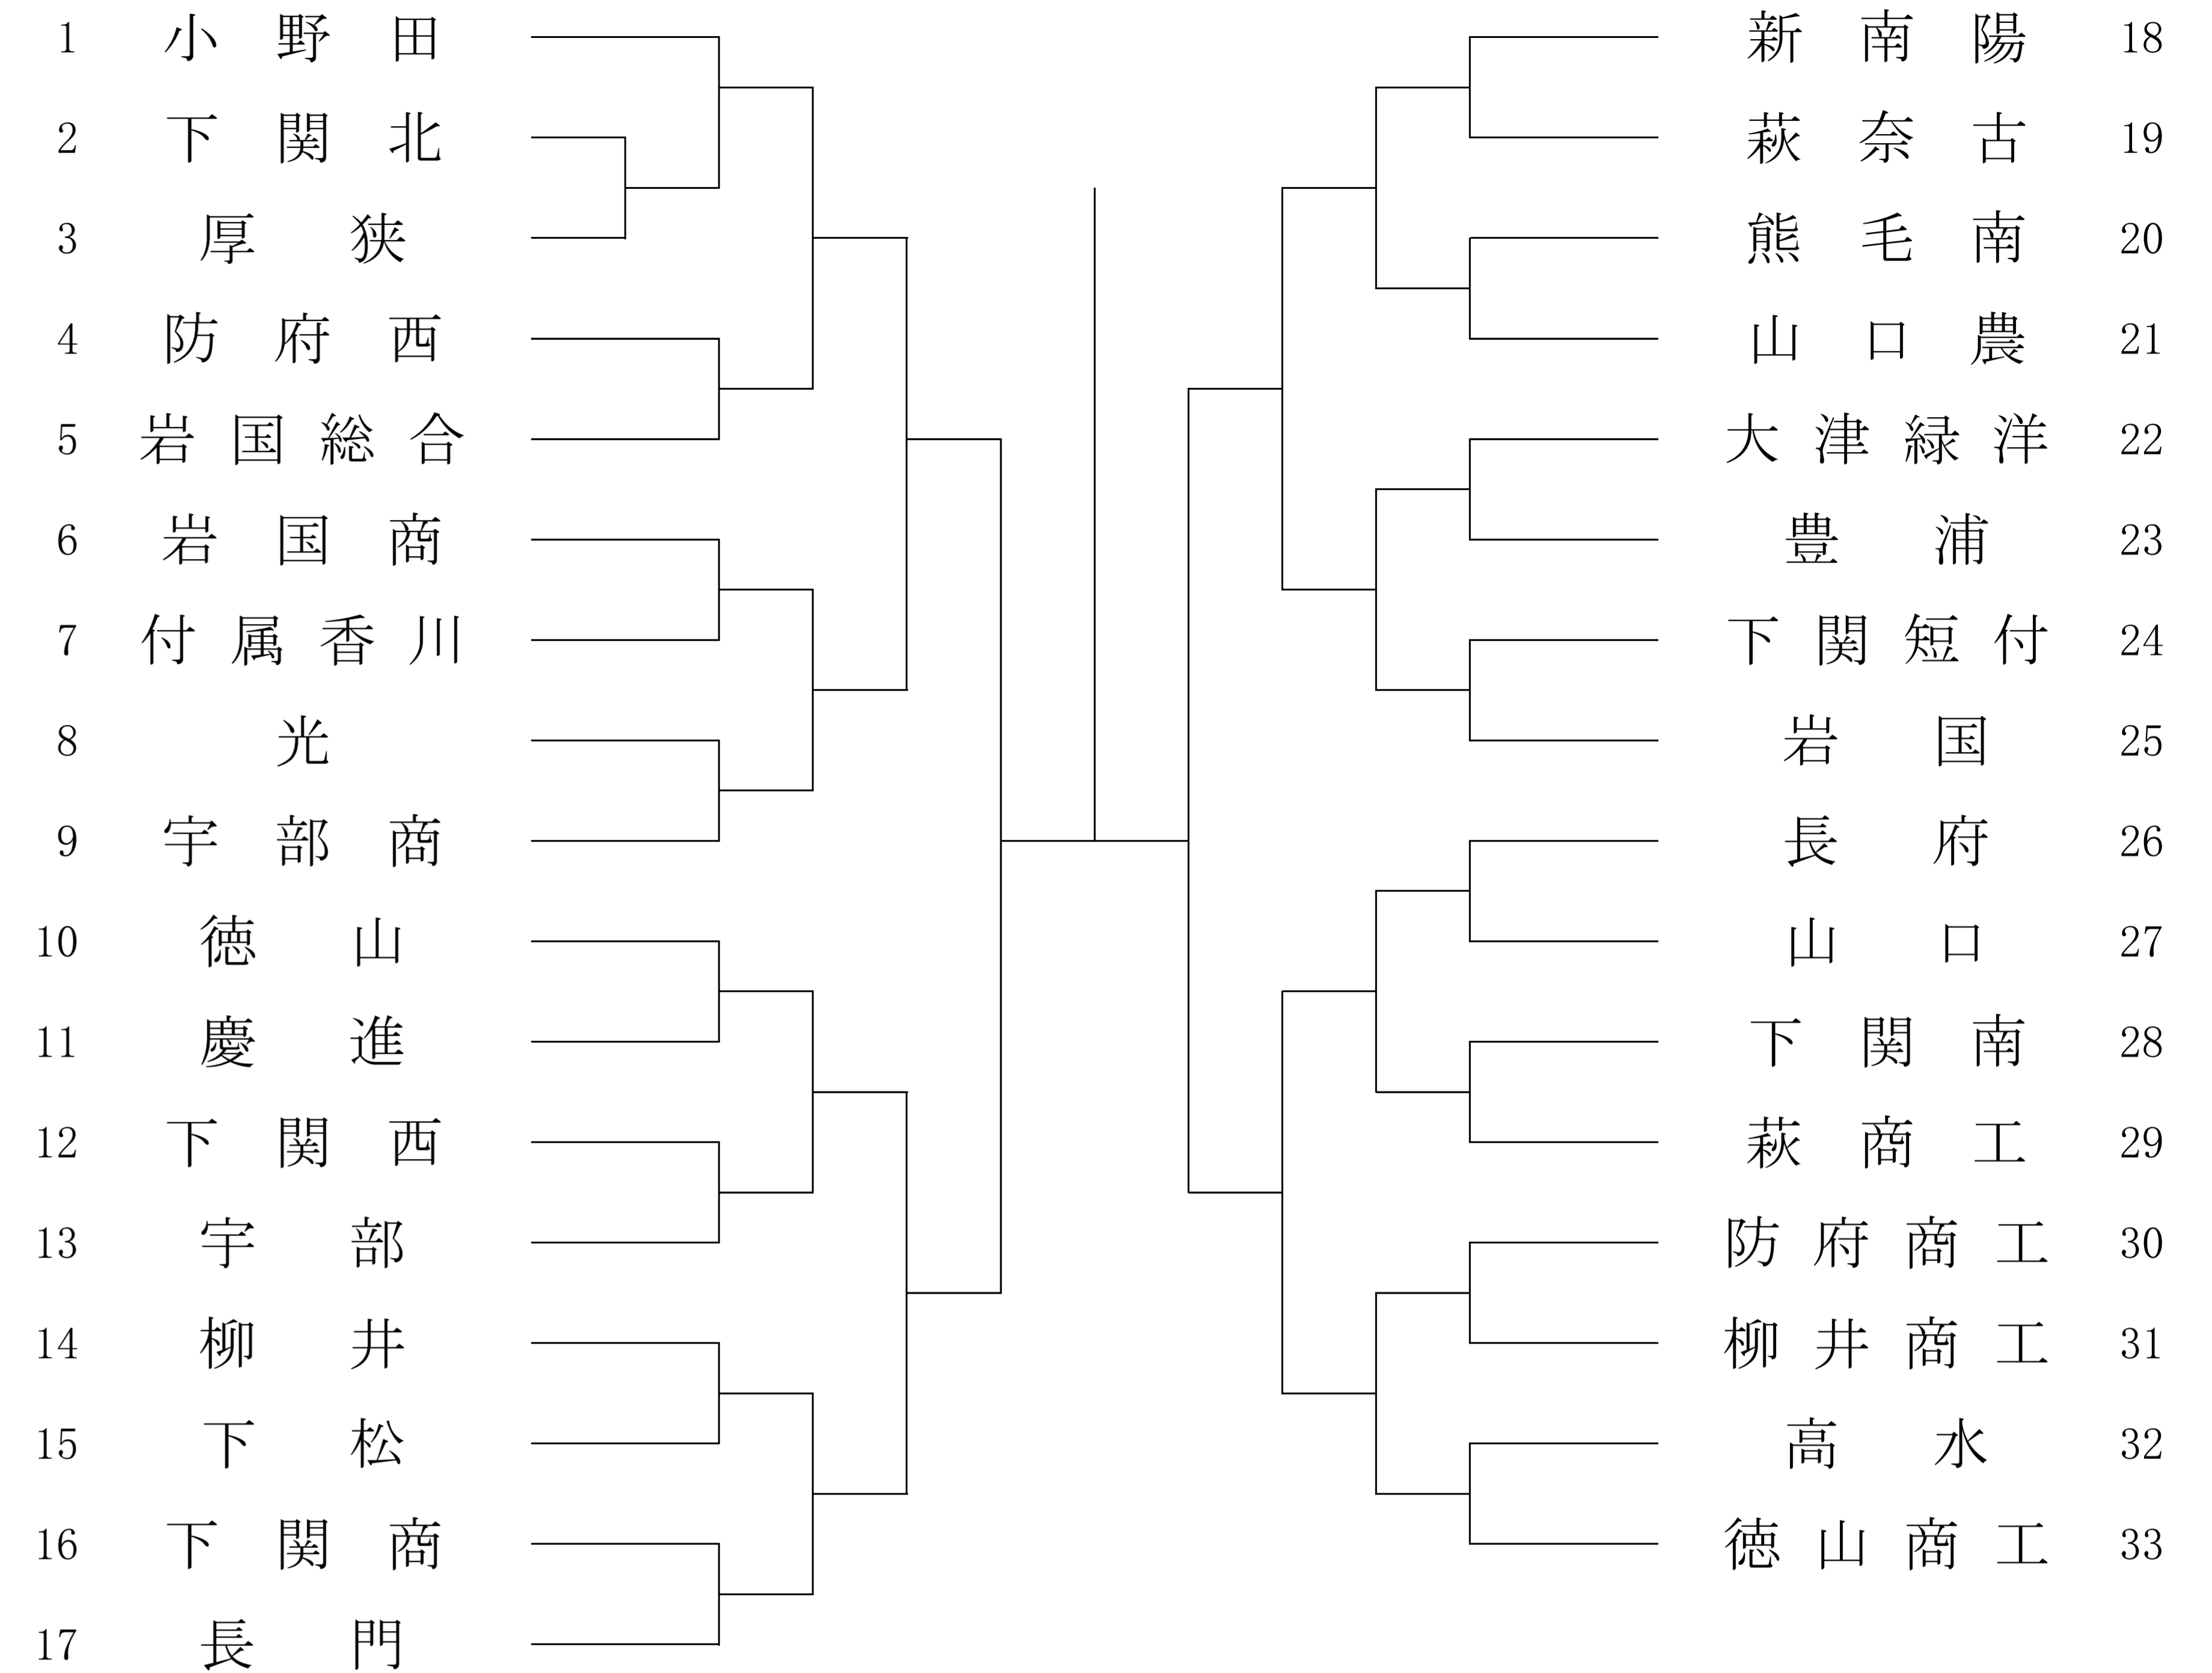 1 小野田
2 下関北
3 厚狭
4 防府西
5 岩国総合
6 岩国商
7 付属香川
8 光
9 宇部商
10 徳山
11 慶進
12 下関西
13 宇部
14 柳井
15 下松
16 下関商
17 長門
新南陽 18
萩奈古 19
熊毛南 20
山口農 21
大津緑洋 22
豊浦 23
下関短付 24
岩国 25
長府 26
山口 27
下関南 28
萩商工 29
防府商工 30
柳井商工 31
高水 32
徳山商工 33